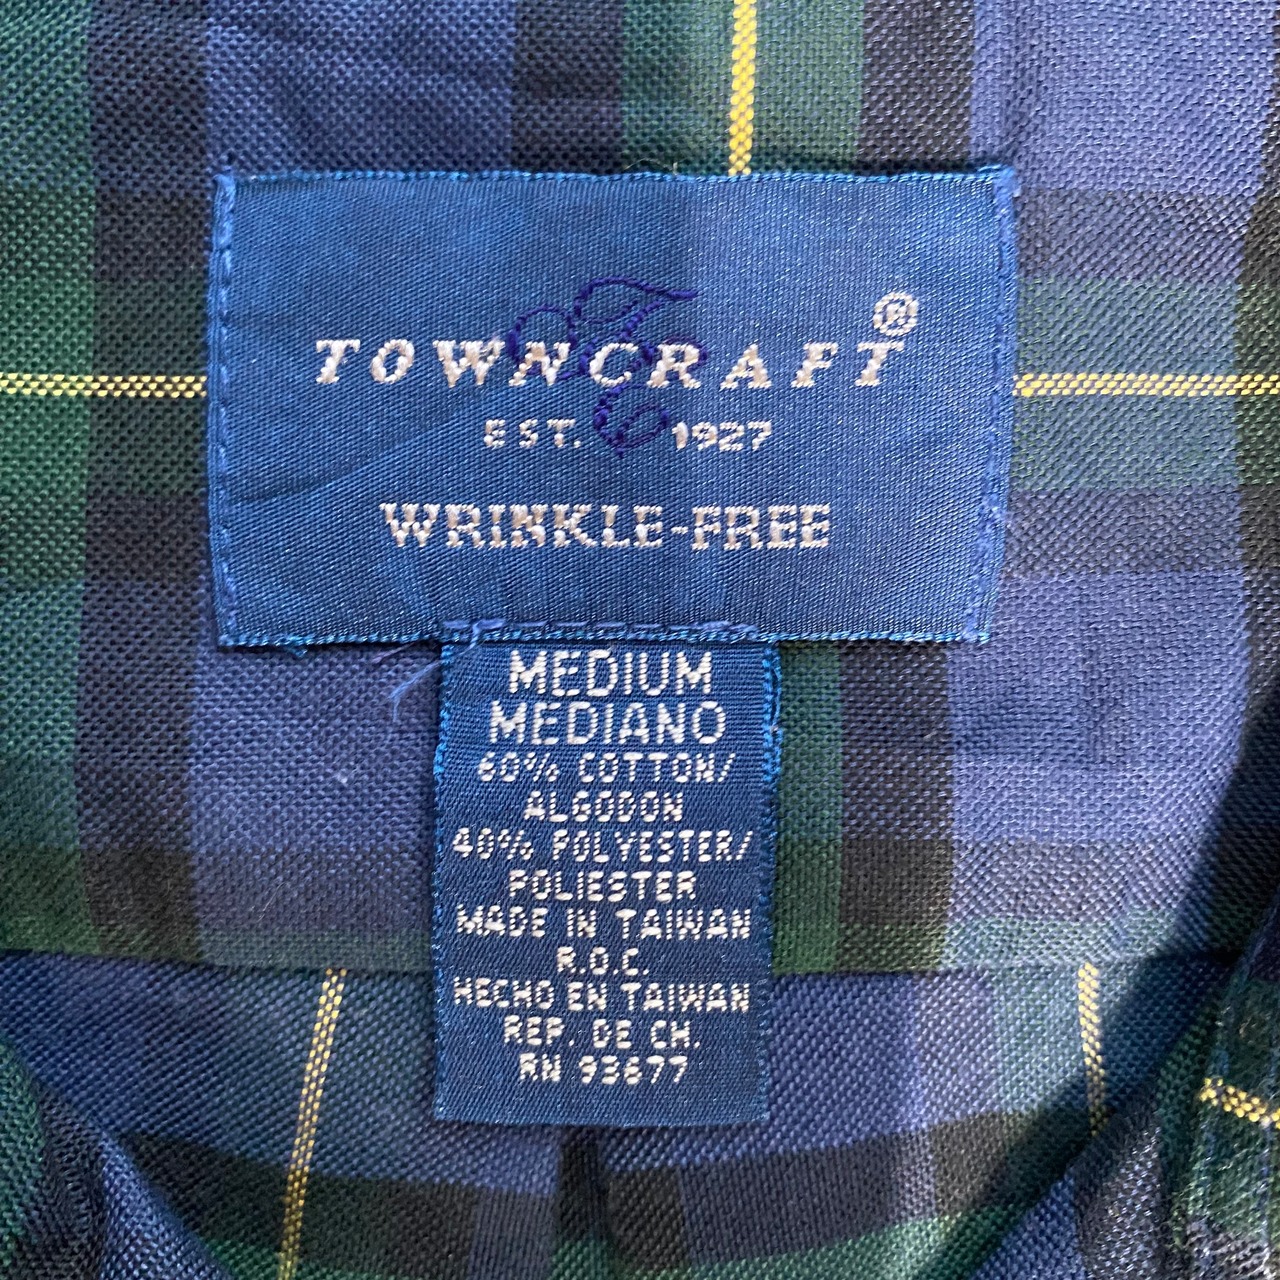 TOWNCRAFT®
EST. 1927
WRINKLE-FREE
MEDIUM
MEDIANO
60% COTTON/
ALGODON
40% POLYESTER/
POLIESTER
MADE IN TAIWAN
R.O.C.
HECHO EN TAIWAN
REP. DE CH.
RN 93677